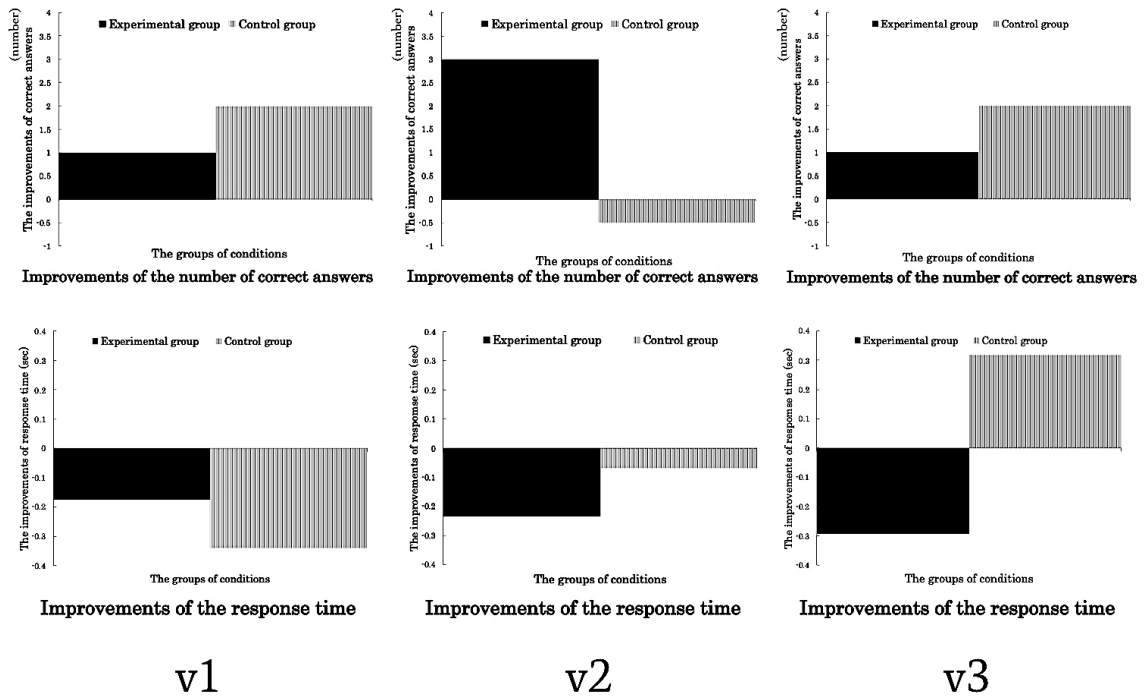 The improvements of correct answers
(number)
4
3.5
3
2.5
2
1.5
1
0.5
0
-0.5
-1
Experimental group Control group
The groups of conditions
Improvements of the number of correct answers
The improvements of correct answers
(number)
4
3.5
3
2.5
2
1.5
1
0.5
0
-0.5
-1
Experimental group Control group
The groups of conditions
Improvements of the number of correct answers
The improvements of correct answers
(number)
4
3.5
3
2.5
2
1.5
1
0.5
0
-0.5
-1
Experimental group Control group
The groups of conditions
Improvements of the number of correct answers
The improvements of response time (sec)
0.4
0.3
0.2
0.1
0
-0.1
-0.2
-0.3
-0.4
Experimental group Control group
The groups of conditions
Improvements of the response time
The improvements of response time (sec)
0.4
0.3
0.2
0.1
0
-0.1
-0.2
-0.3
-0.4
Experimental group Control group
The groups of conditions
Improvements of the response time
The improvements of response time (sec)
0.4
0.3
0.2
0.1
0
-0.1
-0.2
-0.3
-0.4
Experimental group Control group
The groups of conditions
Improvements of the response time
v1
v2
v3